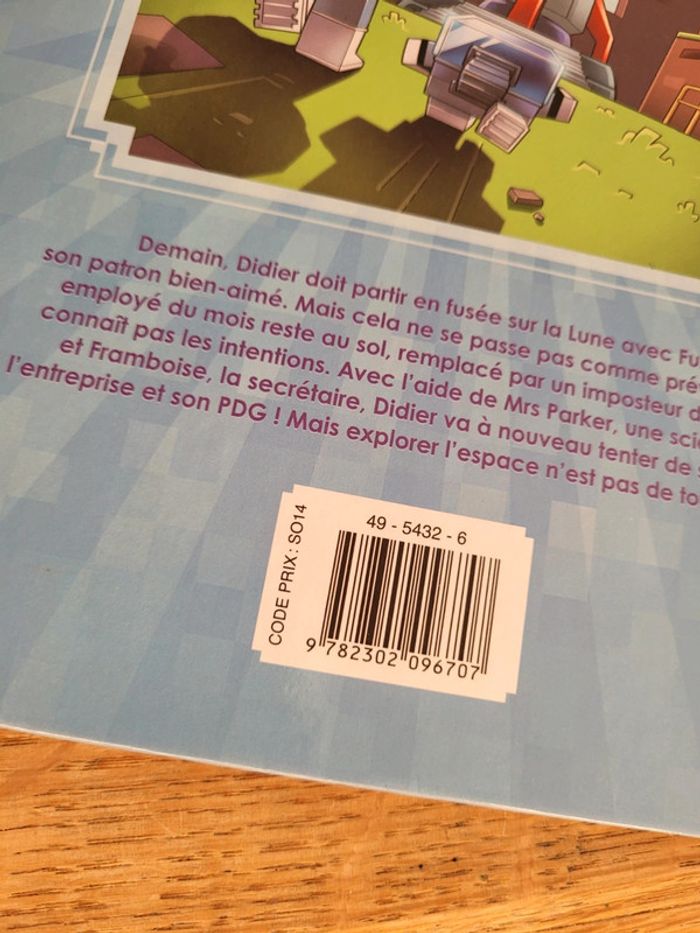 Demain, Didier doit partir en fusée sur la Lune avec
son patron bien-aimé. Mais cela ne se passe pas comme
employé du mois reste au sol, remplacé par un imposteur
connaît pas les intentions. Avec l'aide de Mrs Parker, une
et Framboise, la secrétaire, Didier va à nouveau tenter de
l'entreprise et son PDG ! Mais explorer l'espace n'est pas de
CODE PRIX : SO14
49 - 5432 - 6
9 782302 096707